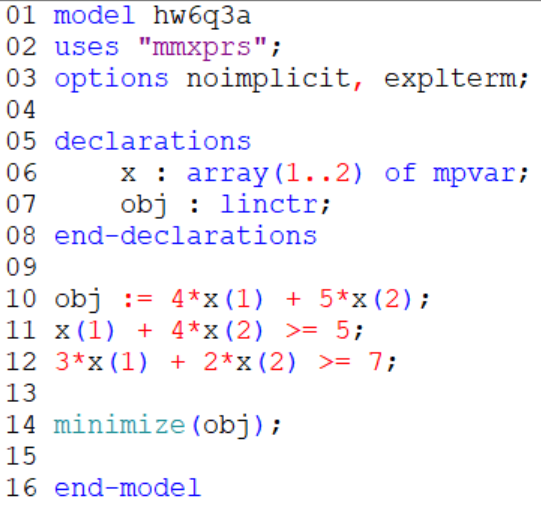 01 model hw6q3a
02 uses "mmxprs";
03 options noimplicit, explterm;
04
05 declarations
06     x : array(1..2) of mpvar;
07     obj : linctr;
08 end-declarations
09
10 obj := 4*x(1) + 5*x(2);
11 x(1) + 4*x(2) >= 5;
12 3*x(1) + 2*x(2) >= 7;
13
14 minimize(obj);
15
16 end-model